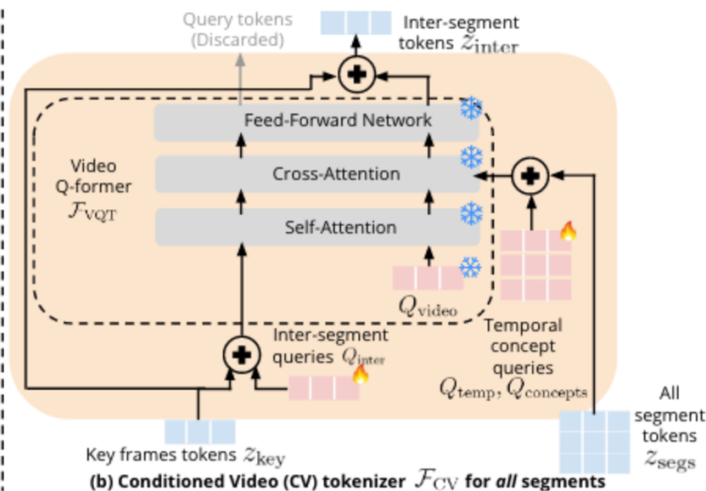 Query tokens
(Discarded)
Inter-segment
tokens z_inter
Feed-Forward Network
Video
Q-former
F_VQT
Cross-Attention
Self-Attention
Q_video
Inter-segment
queries Q_inter
Temporal
concept
queries
Q_temp, Q_concepts
All
segment
tokens
z_segs
Key frames tokens z_key
(b) Conditioned Video (CV) tokenizer F_CV for all segments